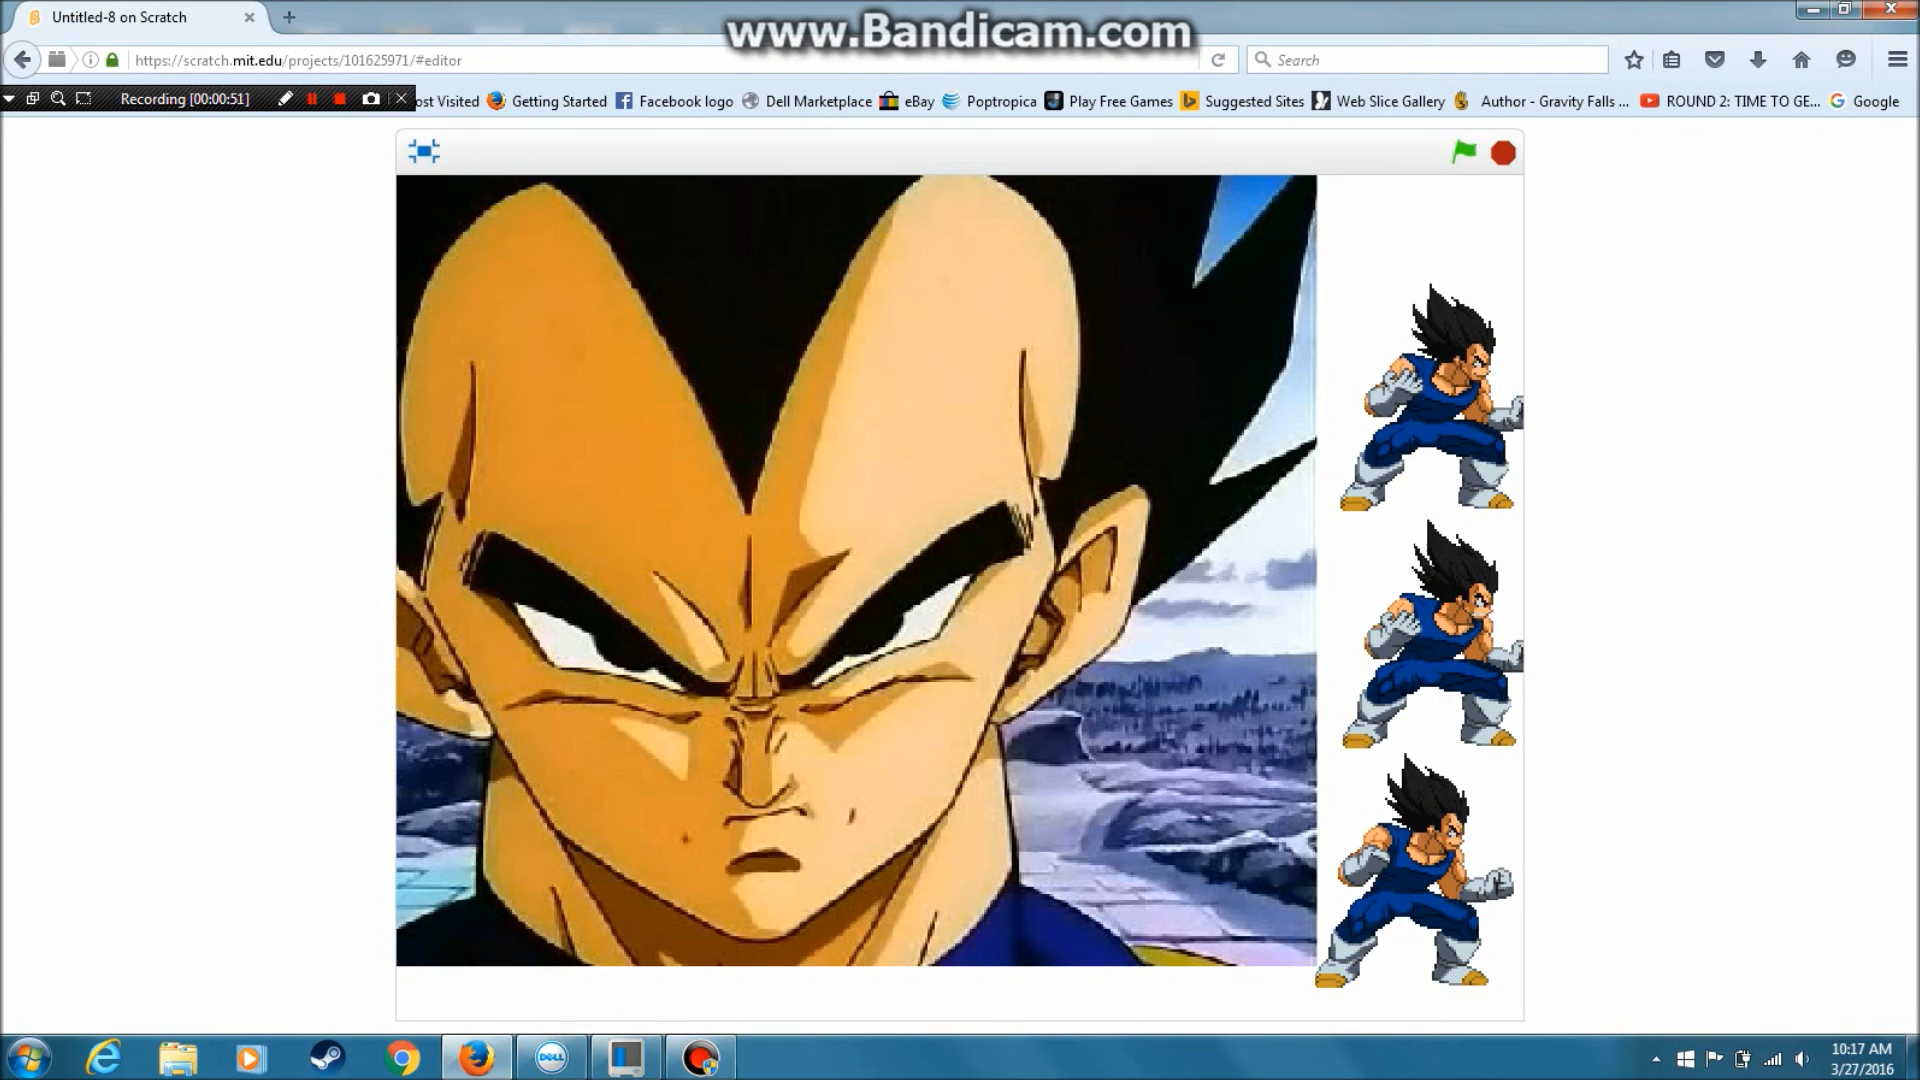 Untitled-8 on Scratch
www.Bandicam.com
https://scratch.mit.edu/projects/101625971/#editor
Search
Recording [00:00:51]
ost Visited
Getting Started
Facebook logo
Dell Marketplace
eBay
Poptropica
Play Free Games
Suggested Sites
Web Slice Gallery
Author - Gravity Falls ...
ROUND 2: TIME TO GE...
Google
DELL
10:17 AM
3/27/2016